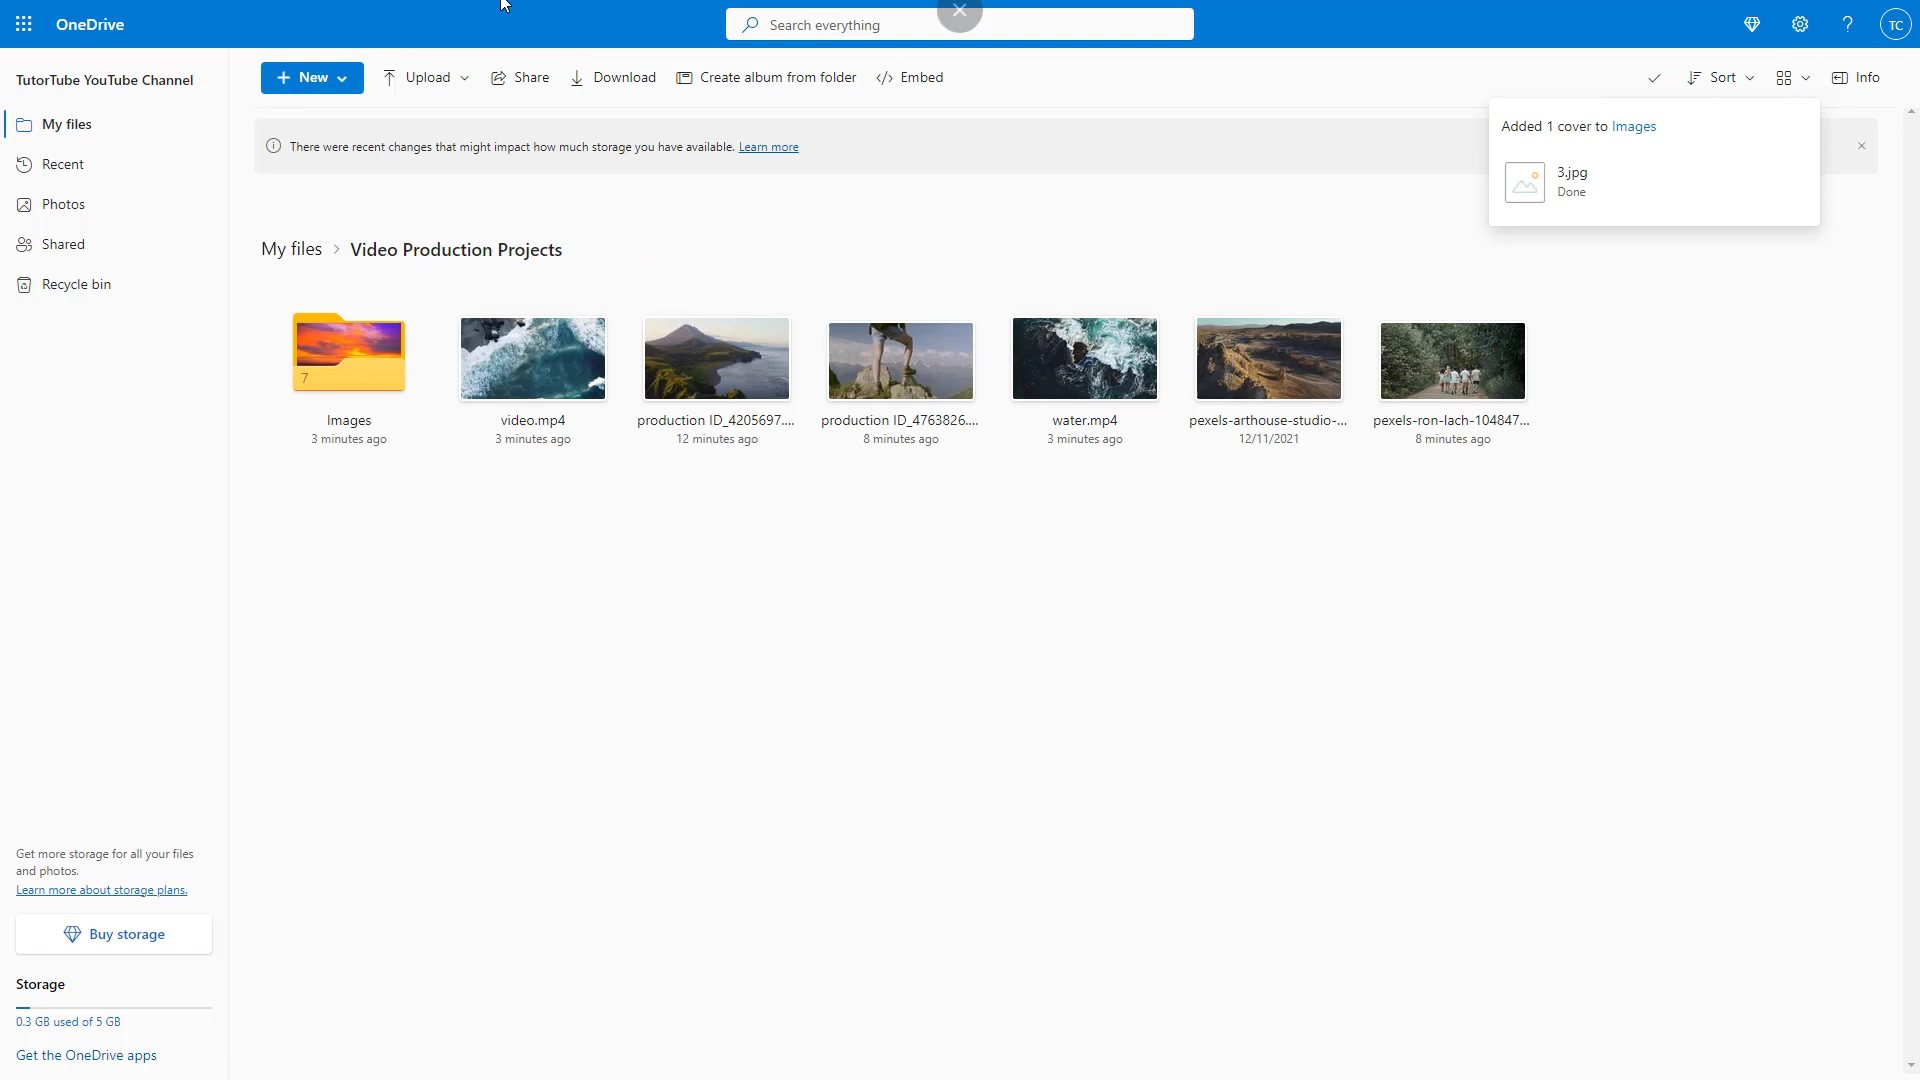 OneDrive
Search everything
TC
TutorTube YouTube Channel
New
Upload
Share
Download
Create album from folder
Embed
Sort
Info
My files
Recent
Photos
Shared
Recycle bin
There were recent changes that might impact how much storage you have available. Learn more
Added 1 cover to Images
3.jpg
Done
My files > Video Production Projects
7
Images
3 minutes ago
video.mp4
3 minutes ago
production ID_4205697....
12 minutes ago
production ID_4763826....
8 minutes ago
water.mp4
3 minutes ago
pexels-arthouse-studio-...
12/11/2021
pexels-ron-lach-104847...
8 minutes ago
Get more storage for all your files
and photos.
Learn more about storage plans.
Buy storage
Storage
0.3 GB used of 5 GB
Get the OneDrive apps